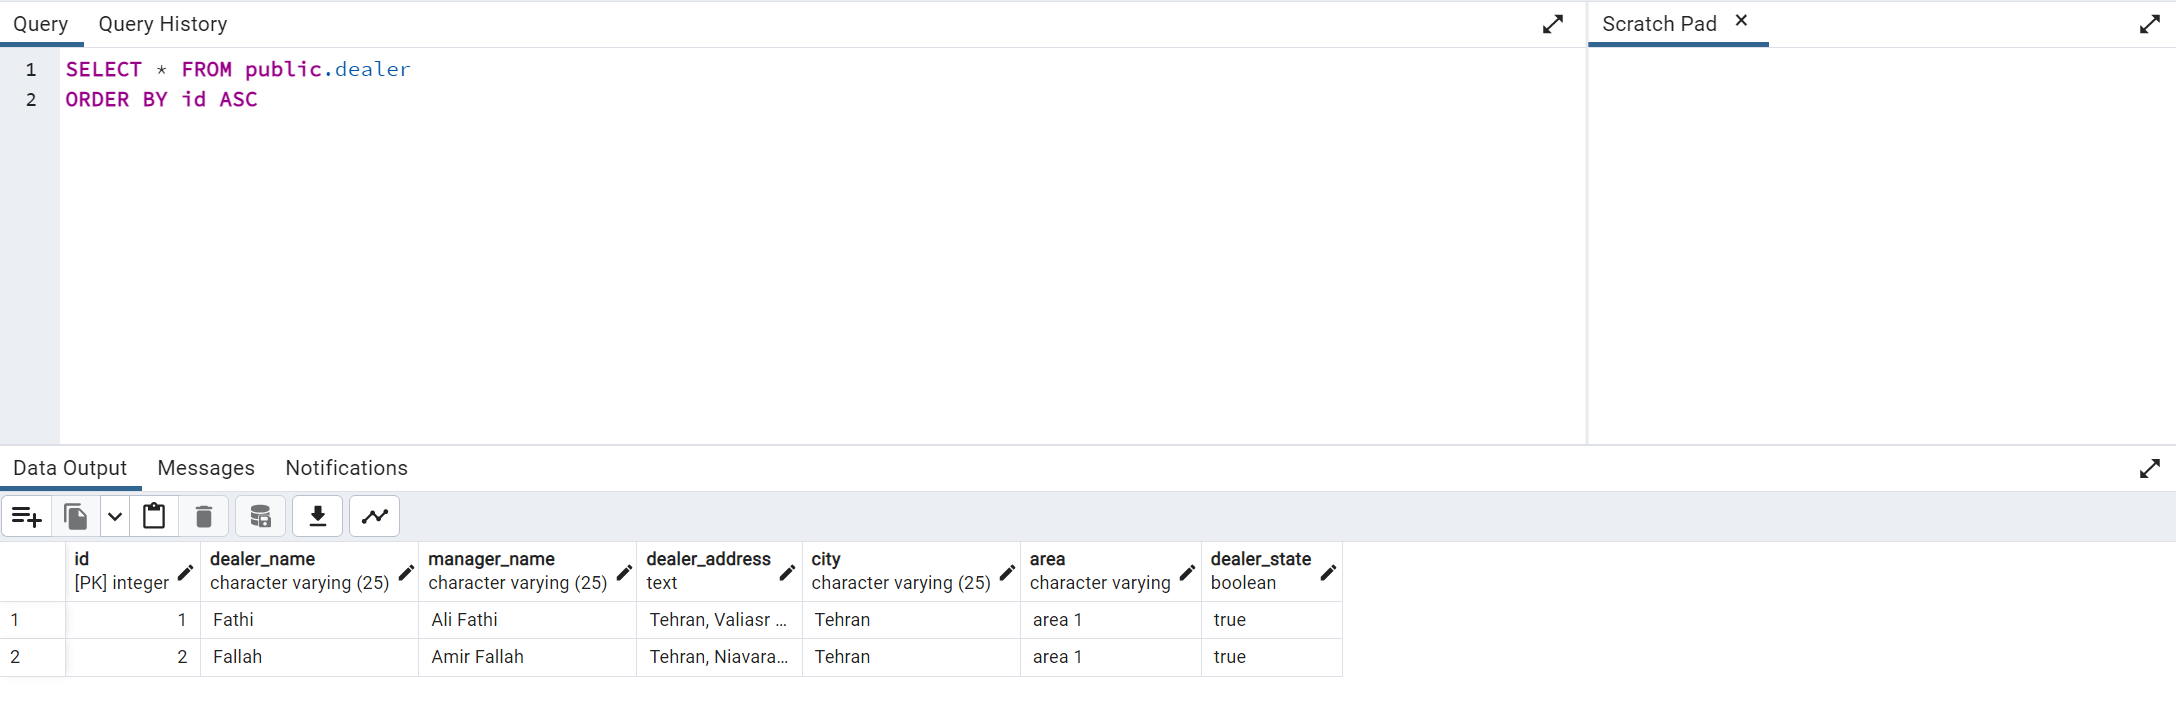 Query Query History Scratch Pad ×
1 SELECT * FROM public.dealer
2 ORDER BY id ASC
Data Output Messages Notifications
id dealer_name manager_name dealer_address city area dealer_state
[PK] integer character varying (25) character varying (25) text character varying (25) character varying boolean
1 1 Fathi Ali Fathi Tehran, Valiasr ... Tehran area 1 true
2 2 Fallah Amir Fallah Tehran, Niavara... Tehran area 1 true